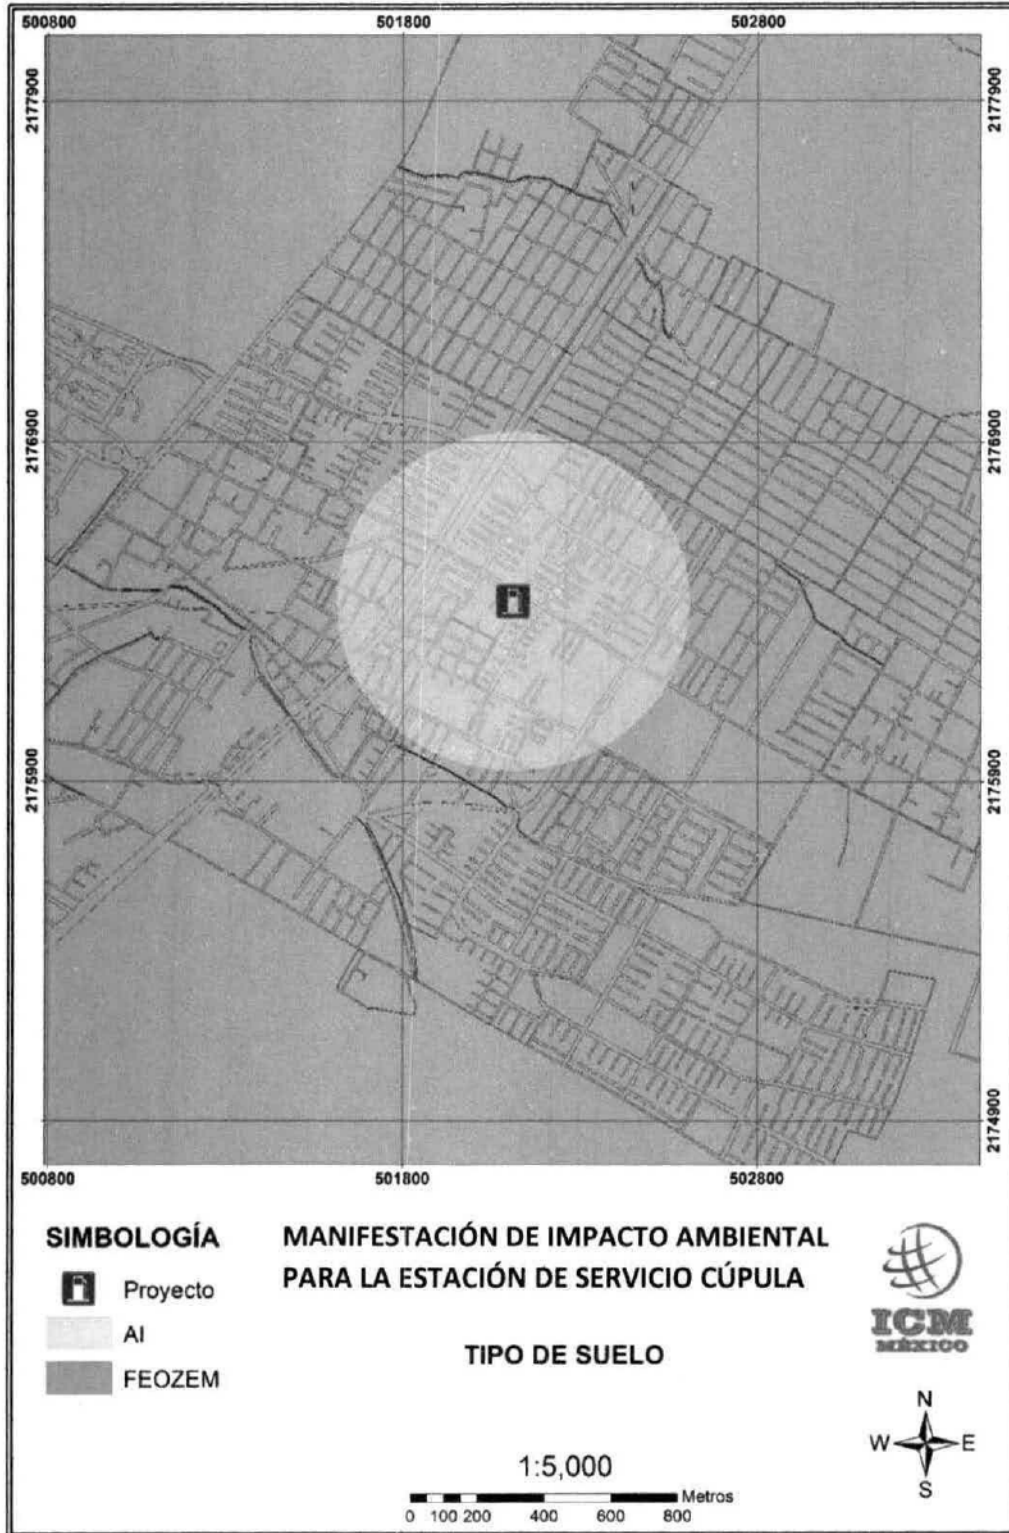 500800 501800 502800
2177900 2177900
2176900 2176900
2175900 2175900
2174900
500800 501800 502800
SIMBOLOGÍA
Proyecto
AI
FEOZEM
MANIFESTACIÓN DE IMPACTO AMBIENTAL
PARA LA ESTACIÓN DE SERVICIO CÚPULA
TIPO DE SUELO
ICM
MÉXICO
N
W E
S
1:5,000
Metros
0 100 200 400 600 800